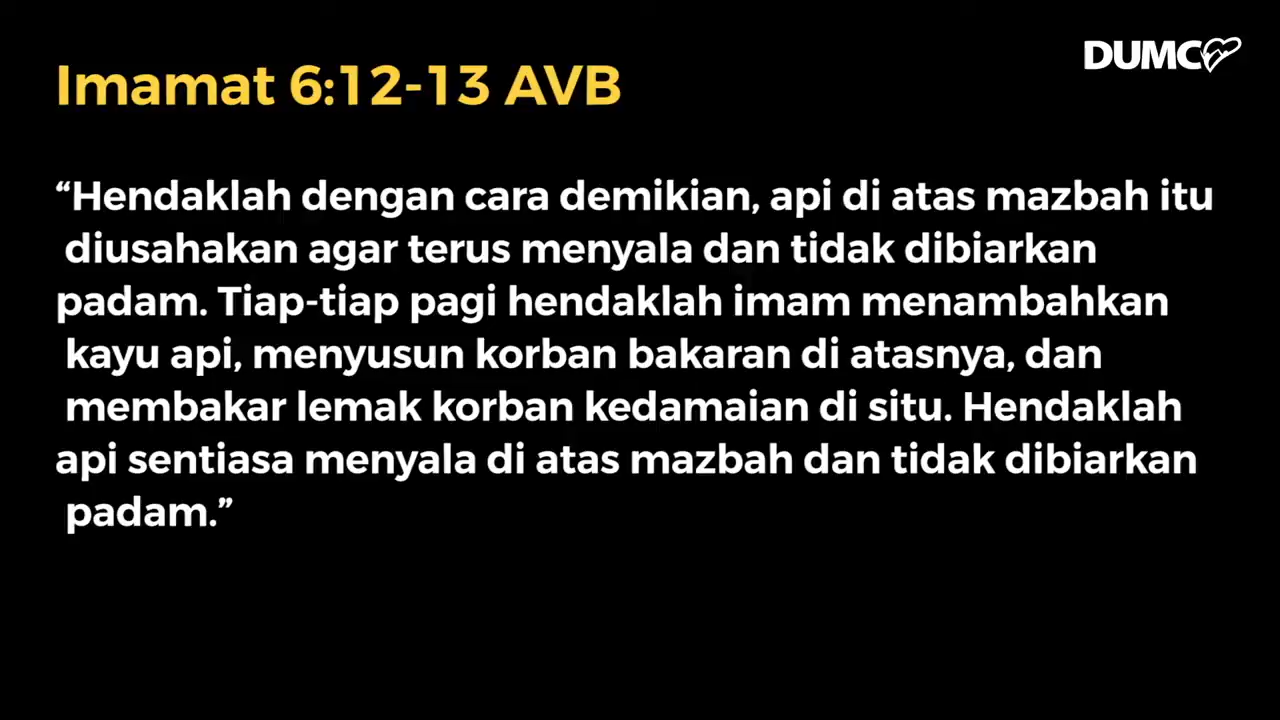 DUMC
Imamat 6:12-13 AVB
“Hendaklah dengan cara demikian, api di atas mazbah itu
diusahakan agar terus menyala dan tidak dibiarkan
padam. Tiap-tiap pagi hendaklah imam menambahkan
kayu api, menyusun korban bakaran di atasnya, dan
membakar lemak korban kedamaian di situ. Hendaklah
api sentiasa menyala di atas mazbah dan tidak dibiarkan
padam.”